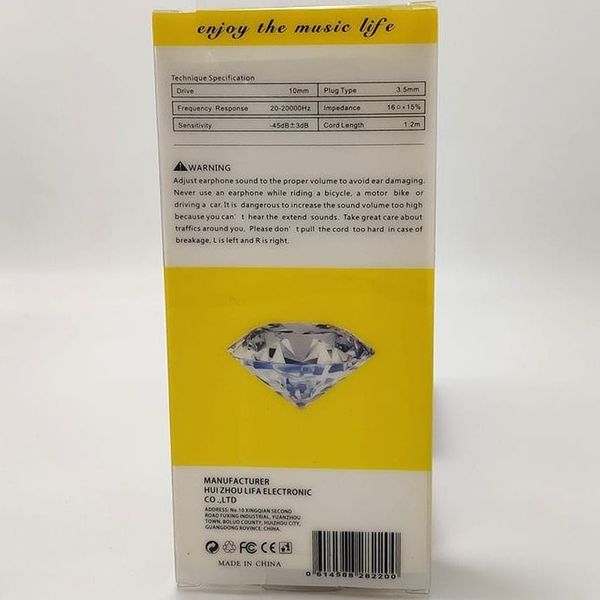 enjoy the music life
Technique Specification
Drive 10mm Plug Type 3.5mm
Frequency Response 20-20000Hz Impedance 16Ω±15%
Sensitivity -45dB±3dB Cord Length 1.2m
WARNING
Adjust earphone sound to the proper volume to avoid ear damaging.
Never use an earphone while riding a bicycle, a motor bike or
driving a car. It is dangerous to increase the sound volume too high
because you can't hear the extend sounds. Take great care about
traffics around you, Please don't pull the cord too hard in case of
breakage, L is left and R is right.
MANUFACTURER
HUI ZHOU LIFA ELECTRONIC
CO.,LTD
ADDRESS: No.10 XINGQIAN SECOND
ROAD FUXING INDUSTRIAL, YUANZHOU
TOWN, BOLUO COUNTY, HUIZHOU CITY,
GUANGDONG ROVINCE, CHINA.
FC CE
MADE IN CHINA
0 614588 282200